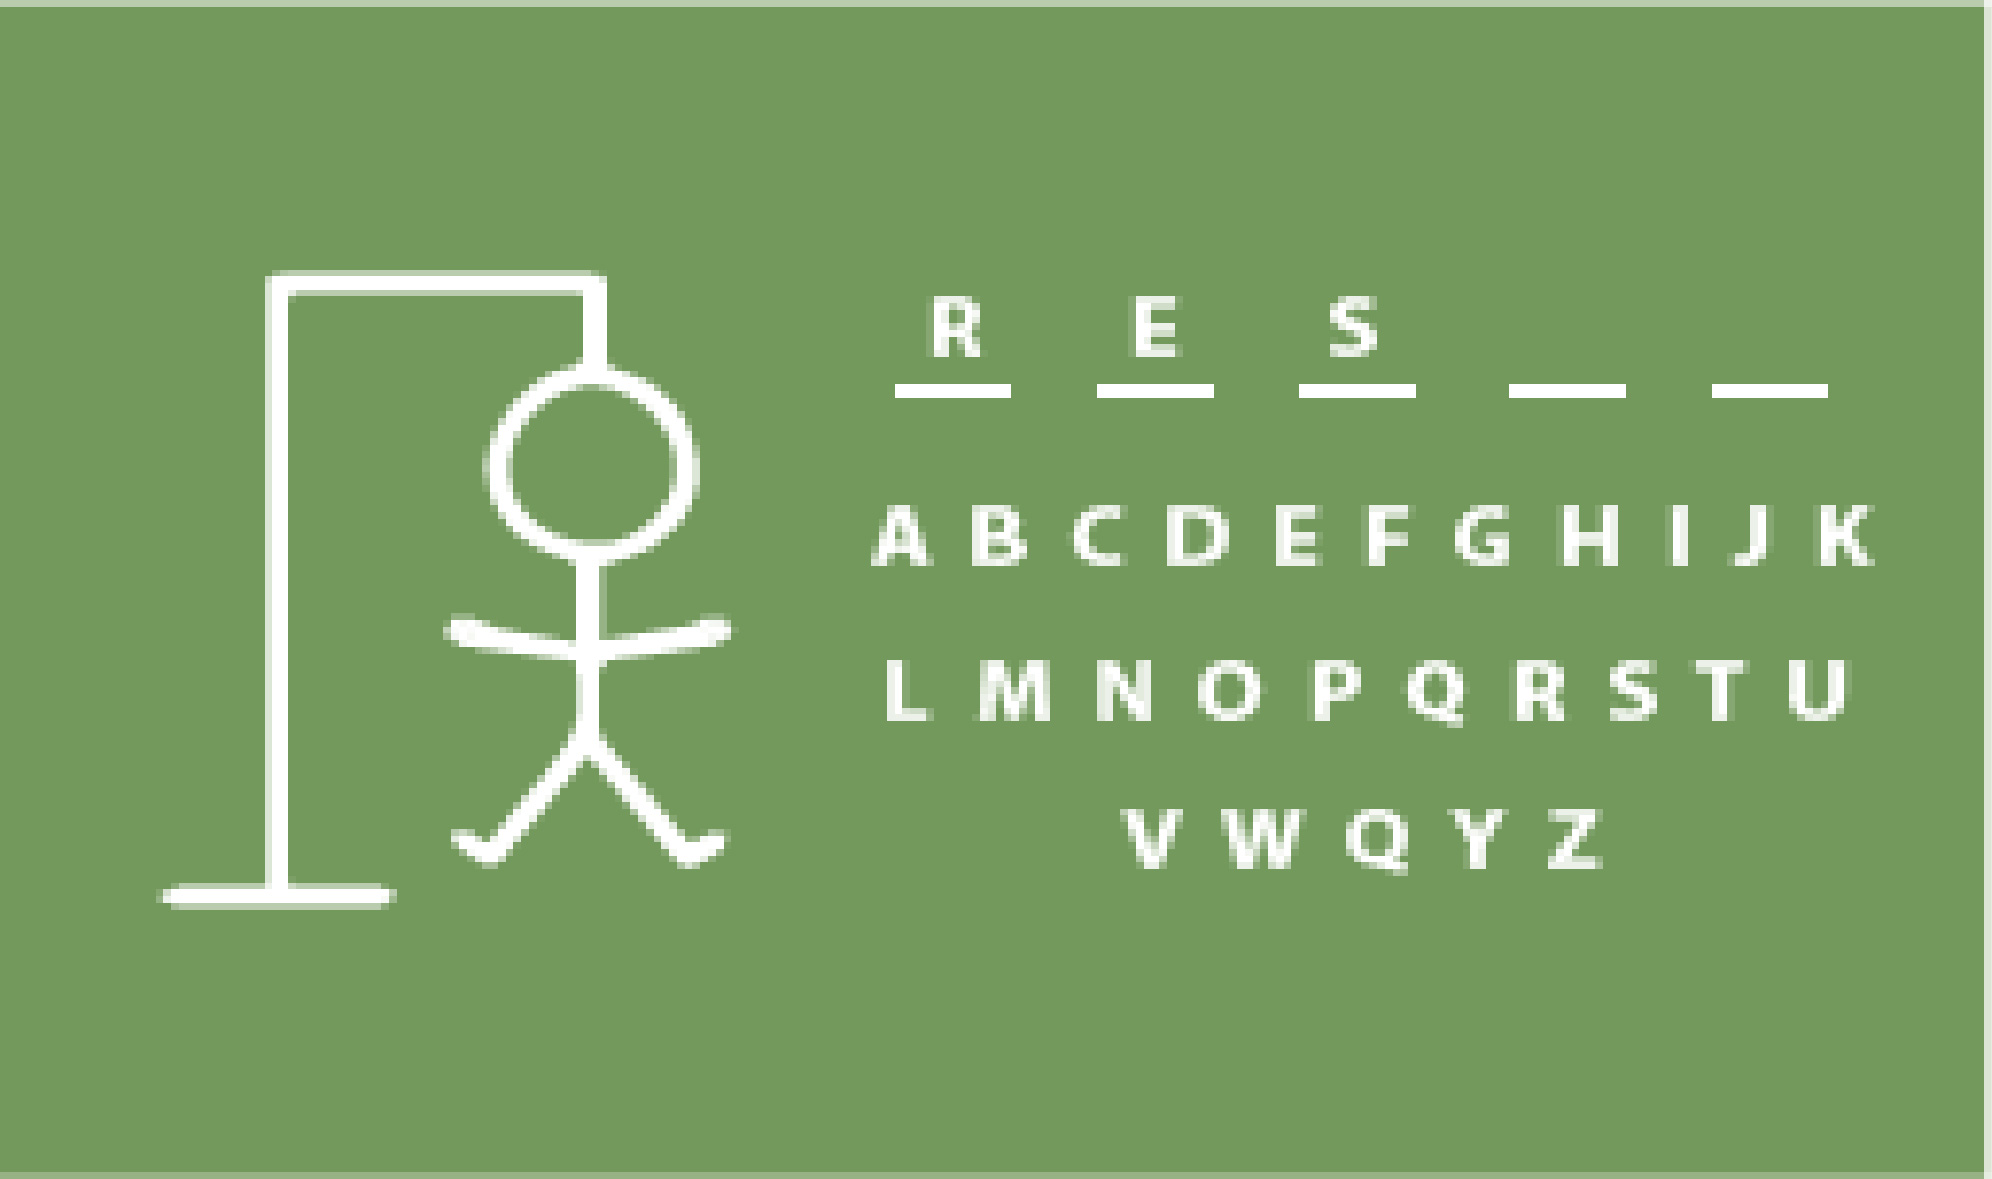 R E S _ _
A B C D E F G H I J K
L M N O P Q R S T U
V W Q Y Z